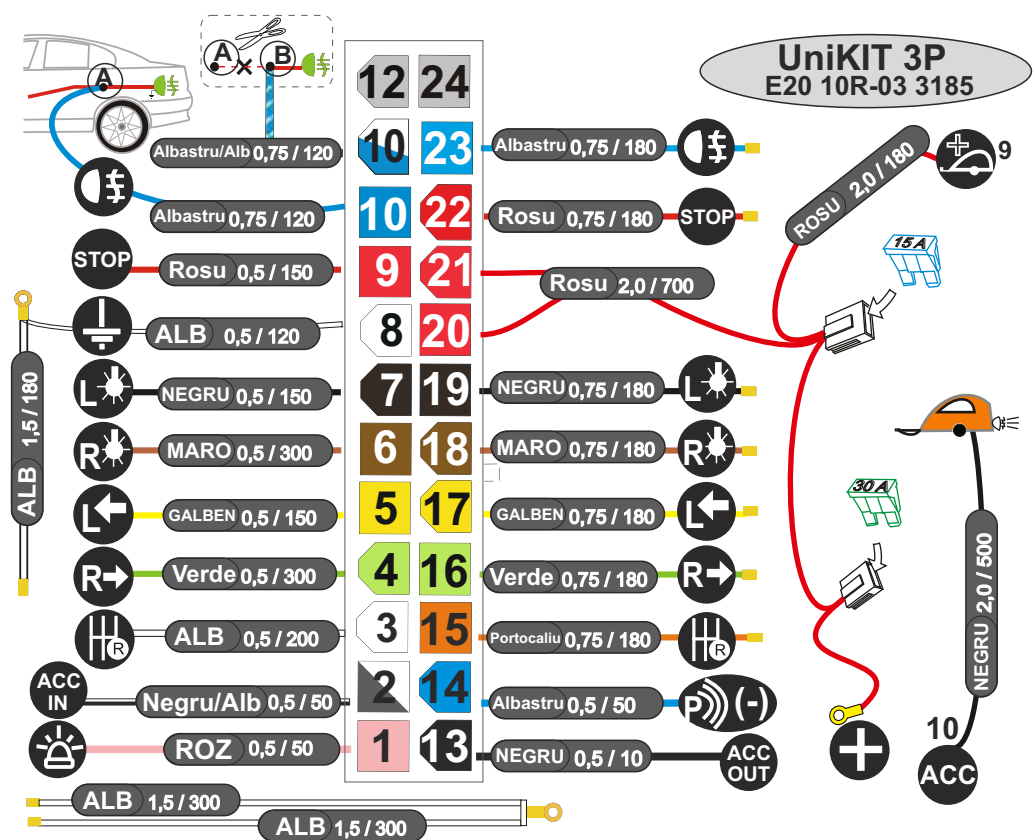 UniKIT 3P
E20 10R-03 3185
A
A
B
12
24
Albastru/Alb 0,75 / 120
10
23
Albastru 0,75 / 180
Albastru 0,75 / 120
10
22
Rosu 0,75 / 180
STOP
STOP
Rosu 0,5 / 150
9
21
Rosu 2,0 / 700
ROSU 2,0 / 180
9
15 A
ALB 0,5 / 120
8
20
ALB 1,5 / 180
L
NEGRU 0,5 / 150
7
19
NEGRU 0,75 / 180
L
R
MARO 0,5 / 300
6
18
MARO 0,75 / 180
R
L
GALBEN 0,5 / 150
5
17
GALBEN 0,75 / 180
L
30 A
R
Verde 0,5 / 300
4
16
Verde 0,75 / 180
R
NEGRU 2,0 / 500
R
ALB 0,5 / 200
3
15
Portocaliu 0,75 / 180
R
ACC
IN
Negru/Alb 0,5 / 50
2
14
Albastru 0,5 / 50
P (-)
ROZ 0,5 / 50
1
13
NEGRU 0,5 / 10
ACC
OUT
10
ACC
ALB 1,5 / 300
ALB 1,5 / 300